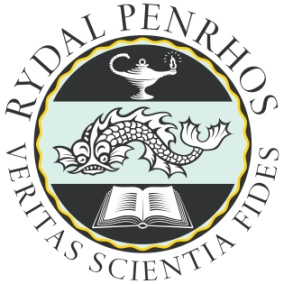 RYDAL PENRHOS
VERITAS SCIENTIA FIDES